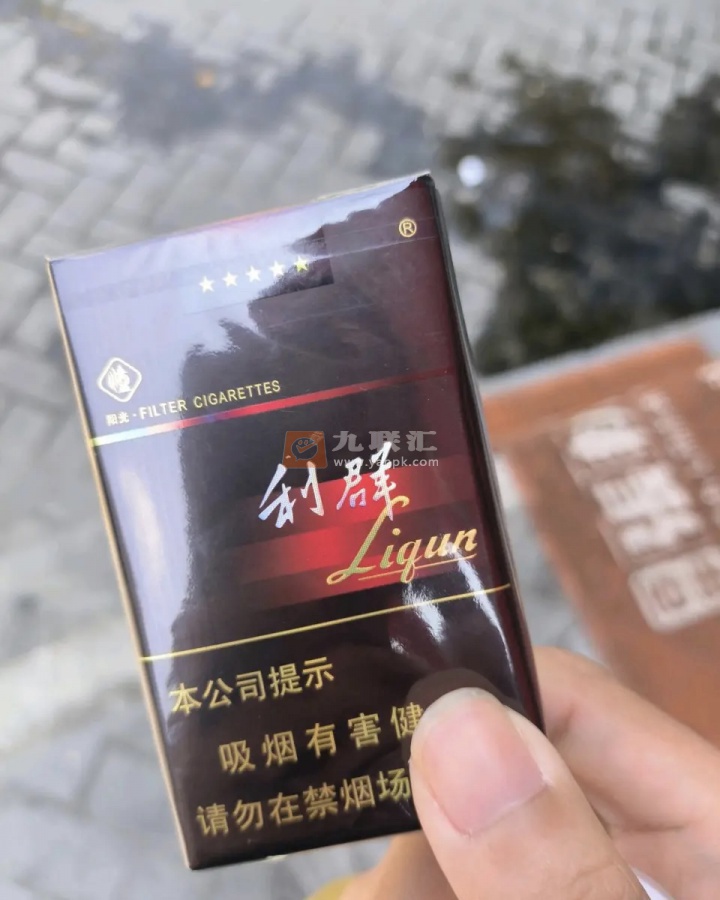 ®
阳光·FILTER CIGARETTES
九联汇
利群
Liqun
本公司提示
吸烟有害健
请勿在禁烟场